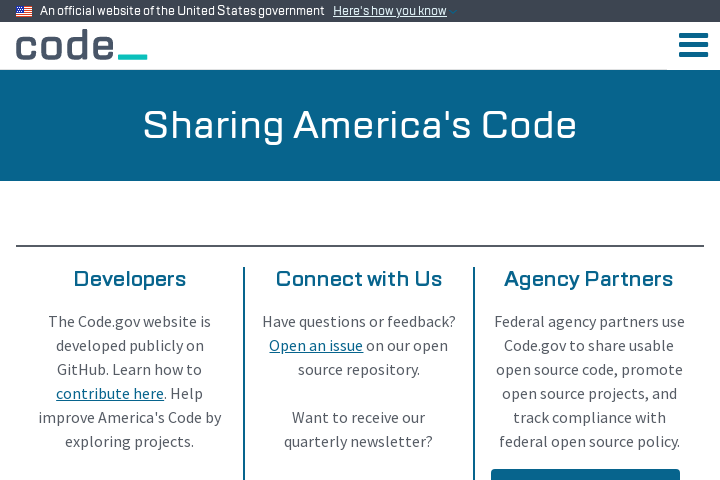 An official website of the United States government Here's how you know
code_
Sharing America's Code
Developers
The Code.gov website is
developed publicly on
GitHub. Learn how to
contribute here. Help
improve America's Code by
exploring projects.
Connect with Us
Have questions or feedback?
Open an issue on our open
source repository.
Want to receive our
quarterly newsletter?
Agency Partners
Federal agency partners use
Code.gov to share usable
open source code, promote
open source projects, and
track compliance with
federal open source policy.